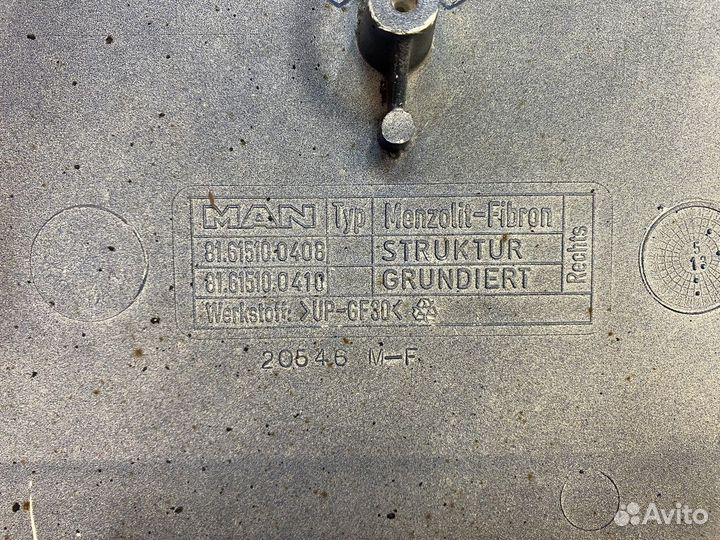 MAN Typ Menzolit-Fibron
81.61510.0408 STRUKTUR
81.61510.0410 GRUNDIERT
Rechts
Werkstoff: >UP-GF30<
20546 M-F
Avito